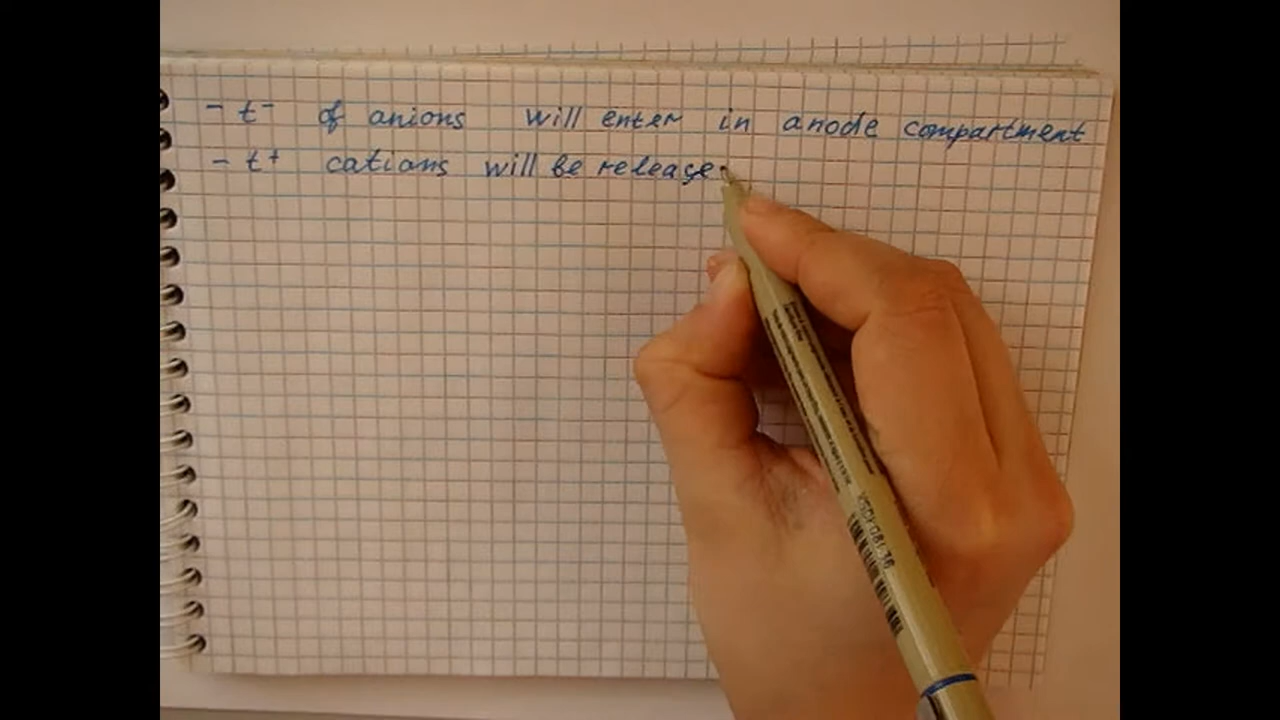 - t⁻ of anions will enter in anode compartment
- t⁺ cations will be release